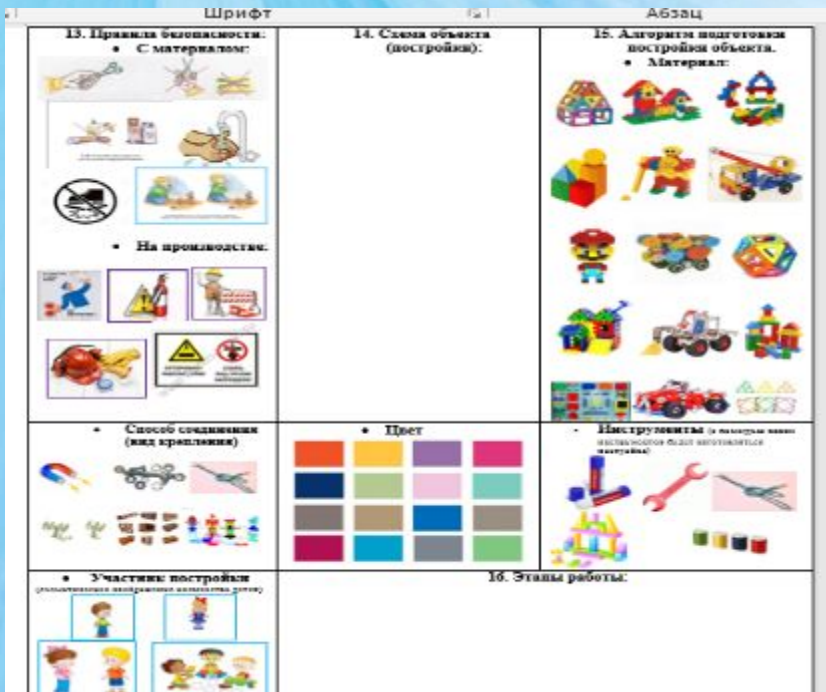 Шрифт
Абзац
13. Правила безопасности:
• С материалом:
• На производстве:
14. Схема объекта
(постройки):
15. Алгоритм подготовки
постройки объекта.
• Материал:
• Способ соединения
(вид крепления)
• Цвет
- Инструменты
постройка)
• Участник постройки
16. Этапы работы: